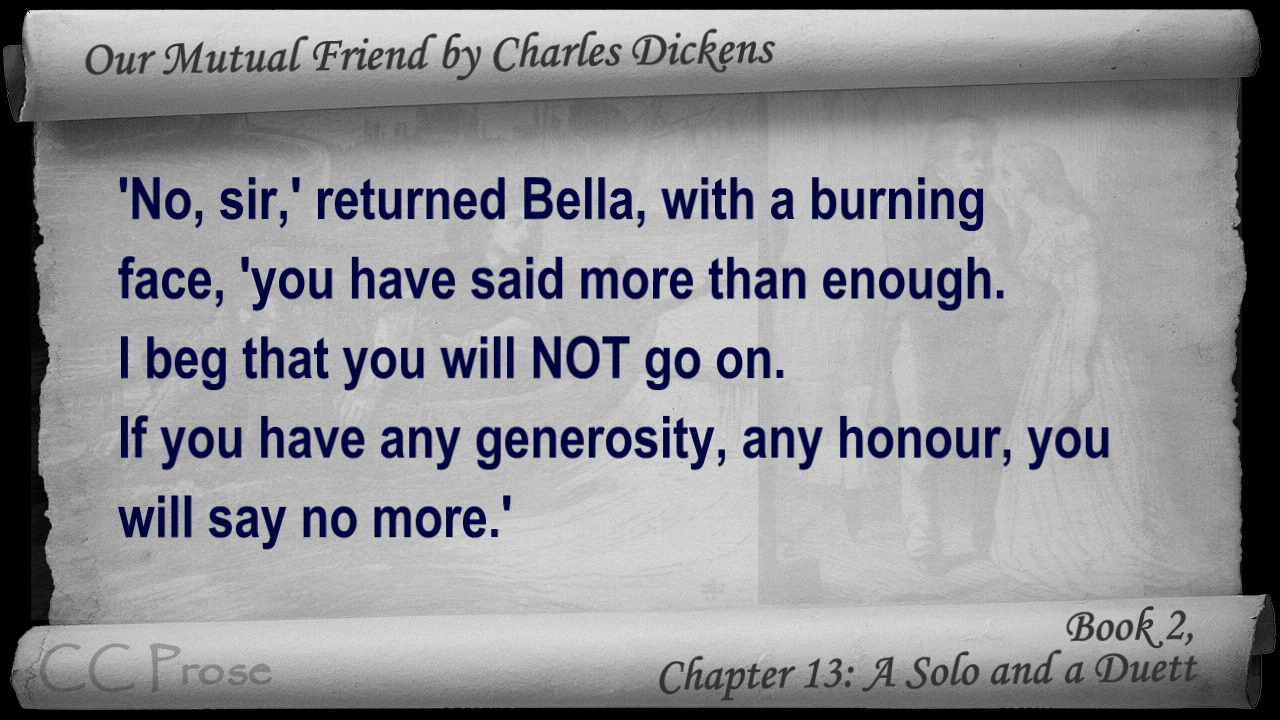 Our Mutual Friend by Charles Dickens
'No, sir,' returned Bella, with a burning
face, 'you have said more than enough.
I beg that you will NOT go on.
If you have any generosity, any honour, you
will say no more.'
Book 2,
CC Prose
Chapter 13: A Solo and a Duett